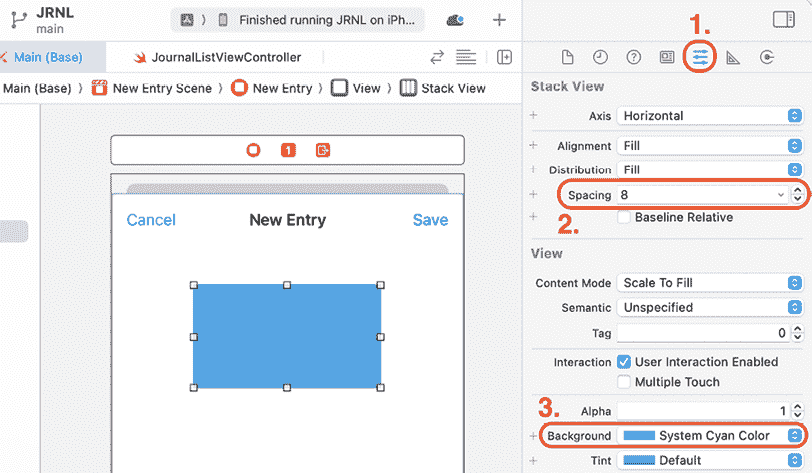 JRNL
main
Finished running JRNL on iPh...
1.
Main (Base)
JournalListViewController
Main (Base) 〉 New Entry Scene 〉 New Entry 〉 View 〉 Stack View
1
Cancel
New Entry
Save
Stack View
Axis Horizontal
Alignment Fill
Distribution Fill
Spacing 8
2.
Baseline Relative
View
Content Mode Scale To Fill
Semantic Unspecified
Tag 0
Interaction User Interaction Enabled
Multiple Touch
Alpha 1
3.
Background System Cyan Color
Tint Default